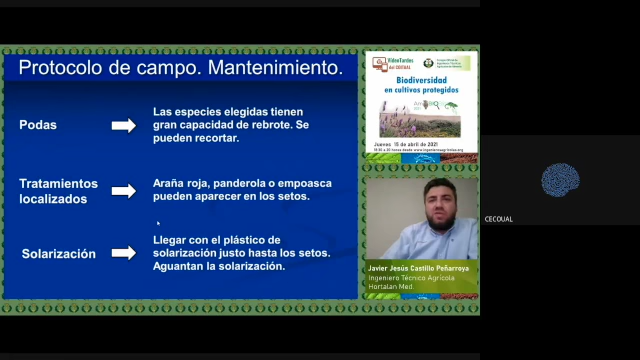 Protocolo de campo. Mantenimiento.
Podas
Las especies elegidas tienen
gran capacidad de rebrote. Se
pueden recortar.
Tratamientos
localizados
Araña roja, panderola o empoasca
pueden aparecer en los setos.
Solarización
Llegar con el plástico de
solarización justo hasta los setos.
Aguantan la solarización.
VideoTardes
del COITAAL
Biodiversidad
en cultivos protegidos
Jueves 15 de abril de 2021
Javier Jesús Castillo Peñarroya
Ingeniero Técnico Agrícola
Hortalan Med.
CECOUAL